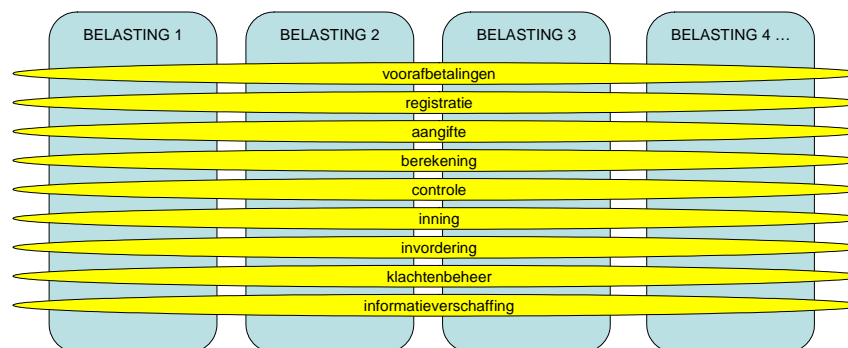 BELASTING 1 BELASTING 2 BELASTING 3 BELASTING 4 ...
voorafbetalingen
registratie
aangifte
berekening
controle
inning
invordering
klachtenbeheer
informatieverschaffing